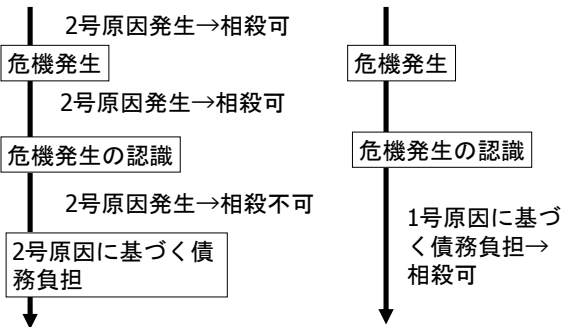 2号原因発生→相殺可
危機発生
2号原因発生→相殺可
危機発生の認識
2号原因発生→相殺不可
2号原因に基づく債
務負担
危機発生
危機発生の認識
1号原因に基づ
く債務負担→
相殺可